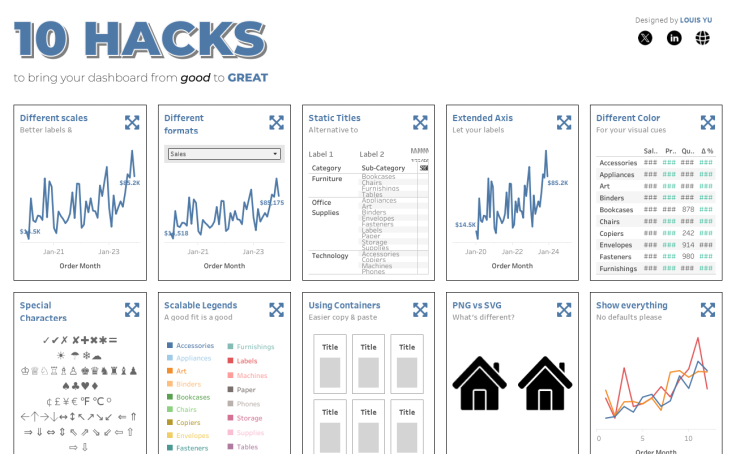 10 HACKS
Designed by LOUIS YU
to bring your dashboard from good to GREAT
Different scales
Better labels &
$85.2K
$14.5K
Jan-21 Jan-23
Order Month
Different
formats
Sales
$85,175
$14,518
Jan-21 Jan-23
Order Month
Static Titles
Alternative to
Label 1 Label 2
Category Sub-Category
Furniture Bookcases
Chairs
Furnishings
Tables
Office Appliances
Supplies Art
Binders
Envelopes
Fasteners
Labels
Paper
Storage
Supplies
Technology Accessories
Copiers
Machines
Phones
Extended Axis
Let your labels
$85.2K
$14.5K
Jan-20 Jan-22 Jan-24
Order Month
Different Color
For your visual cues
Sal.. Pr.. Qu.. Δ %
Accessories ### ### ### ###
Appliances ### ### ### ###
Art ### ### ### ###
Binders ### ### ### ###
Bookcases ### ### 878 ###
Chairs ### ### ### ###
Copiers ### ### 242 ###
Envelopes ### ### 914 ###
Fasteners ### ### 980 ###
Furnishings ### ### ### ###
Special
Characters
✓✓✗ ✘✚✖✱=
☀ ☂❄☁
♔♕♘♖♗♙♚♛♜♝♟
♠♣♥♦
¢£¥€ ℉ ℃ °
←↑→↓↔↕↖↗↘↙ ⇐ ⇑
⇒ ⇓ ⇔ ⇕ ⇖ ⇗ ⇘ ⇙ ⇦ ⇧
⇨ ⇩
Scalable Legends
A good fit is a good
Accessories
Appliances
Art
Binders
Bookcases
Chairs
Copiers
Envelopes
Fasteners
Furnishings
Labels
Machines
Paper
Phones
Storage
Supplies
Tables
Using Containers
Easier copy & paste
Title Title Title
Title Title Title
PNG vs SVG
What's different?
Show everything
No defaults please
0 5 10
Order Month